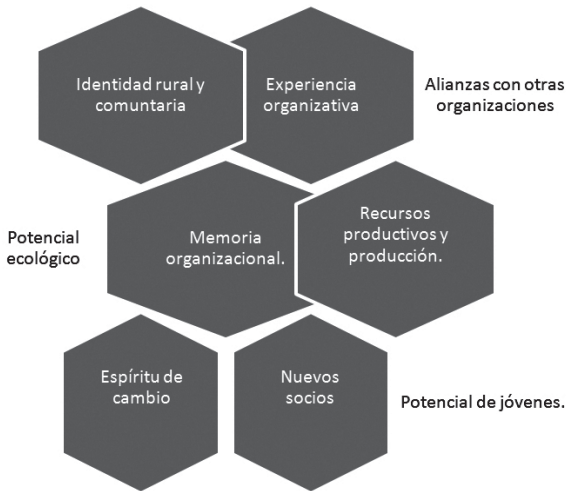 Identidad rural y
comuntaria
Experiencia
organizativa
Alianzas con otras
organizaciones
Potencial
ecológico
Memoria
organizacional.
Recursos
productivos y
producción.
Espíritu de
cambio
Nuevos
socios
Potencial de jóvenes.